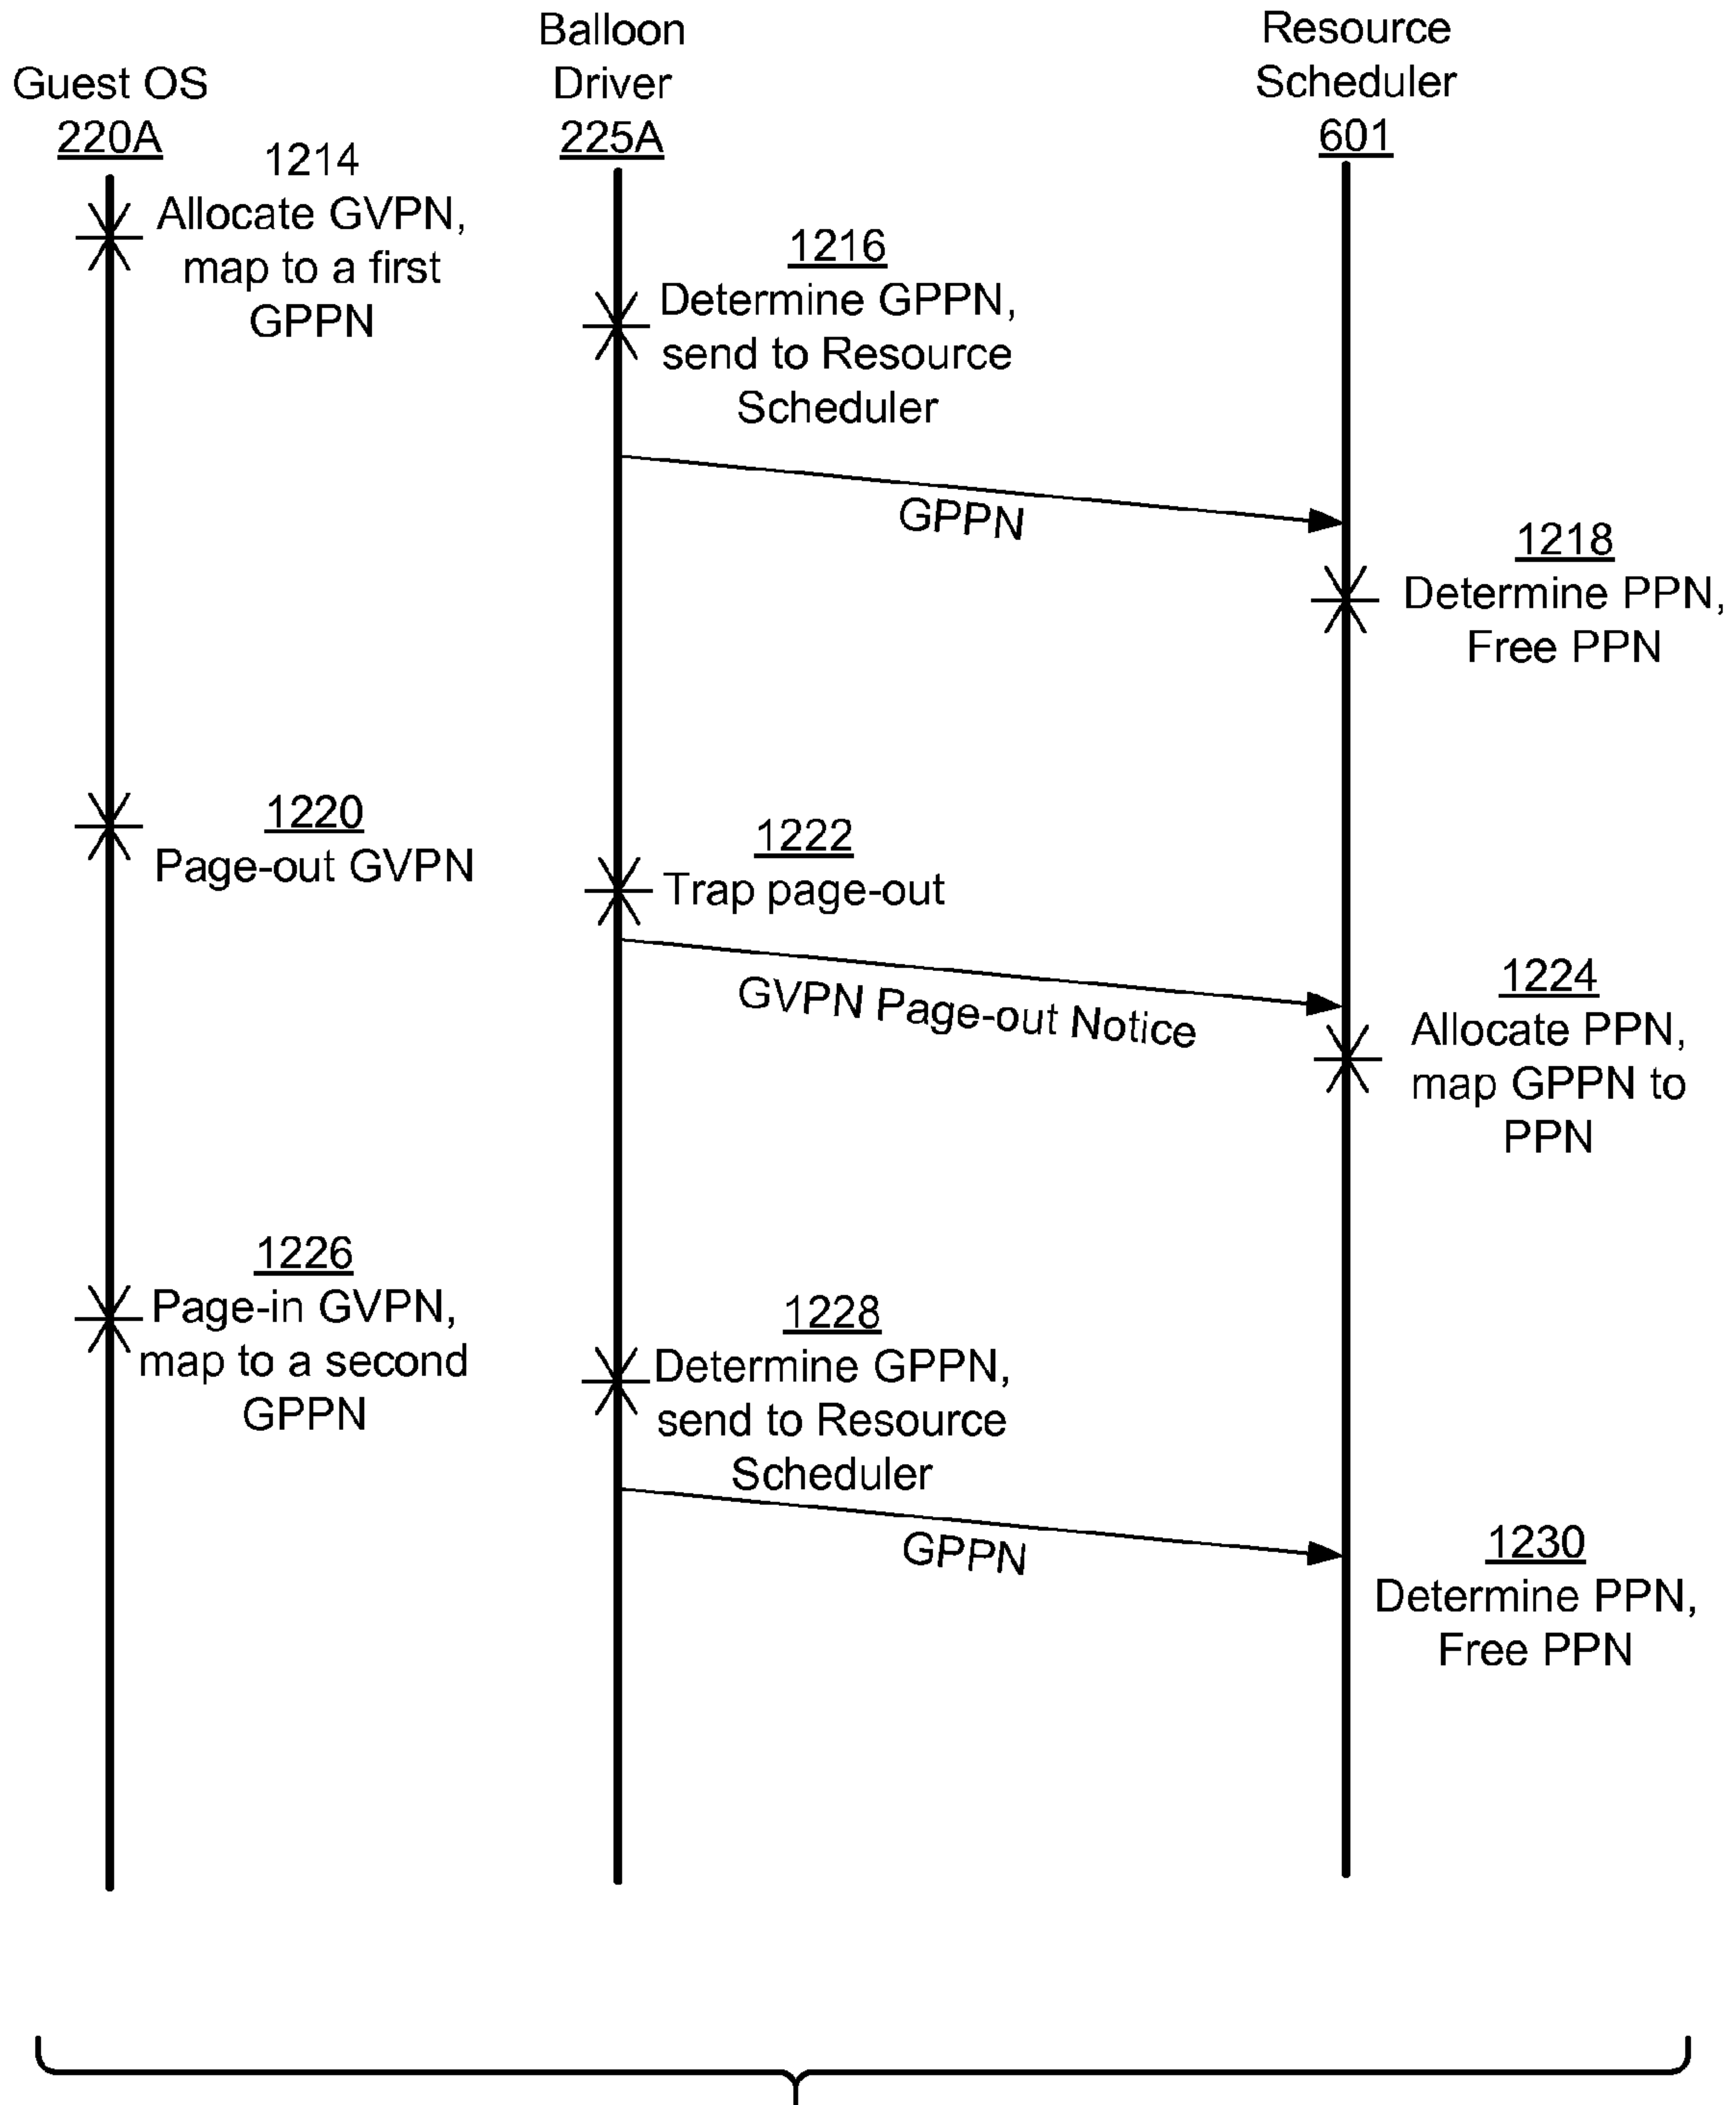 Guest OS
220A
Balloon
Driver
225A
Resource
Scheduler
601
1214
Allocate GVPN,
map to a first
GPPN
1216
Determine GPPN,
send to Resource
Scheduler
GPPN
1218
Determine PPN,
Free PPN
1220
Page-out GVPN
1222
Trap page-out
GVPN Page-out Notice
1224
Allocate PPN,
map GPPN to
PPN
1226
Page-in GVPN,
map to a second
GPPN
1228
Determine GPPN,
send to Resource
Scheduler
GPPN
1230
Determine PPN,
Free PPN